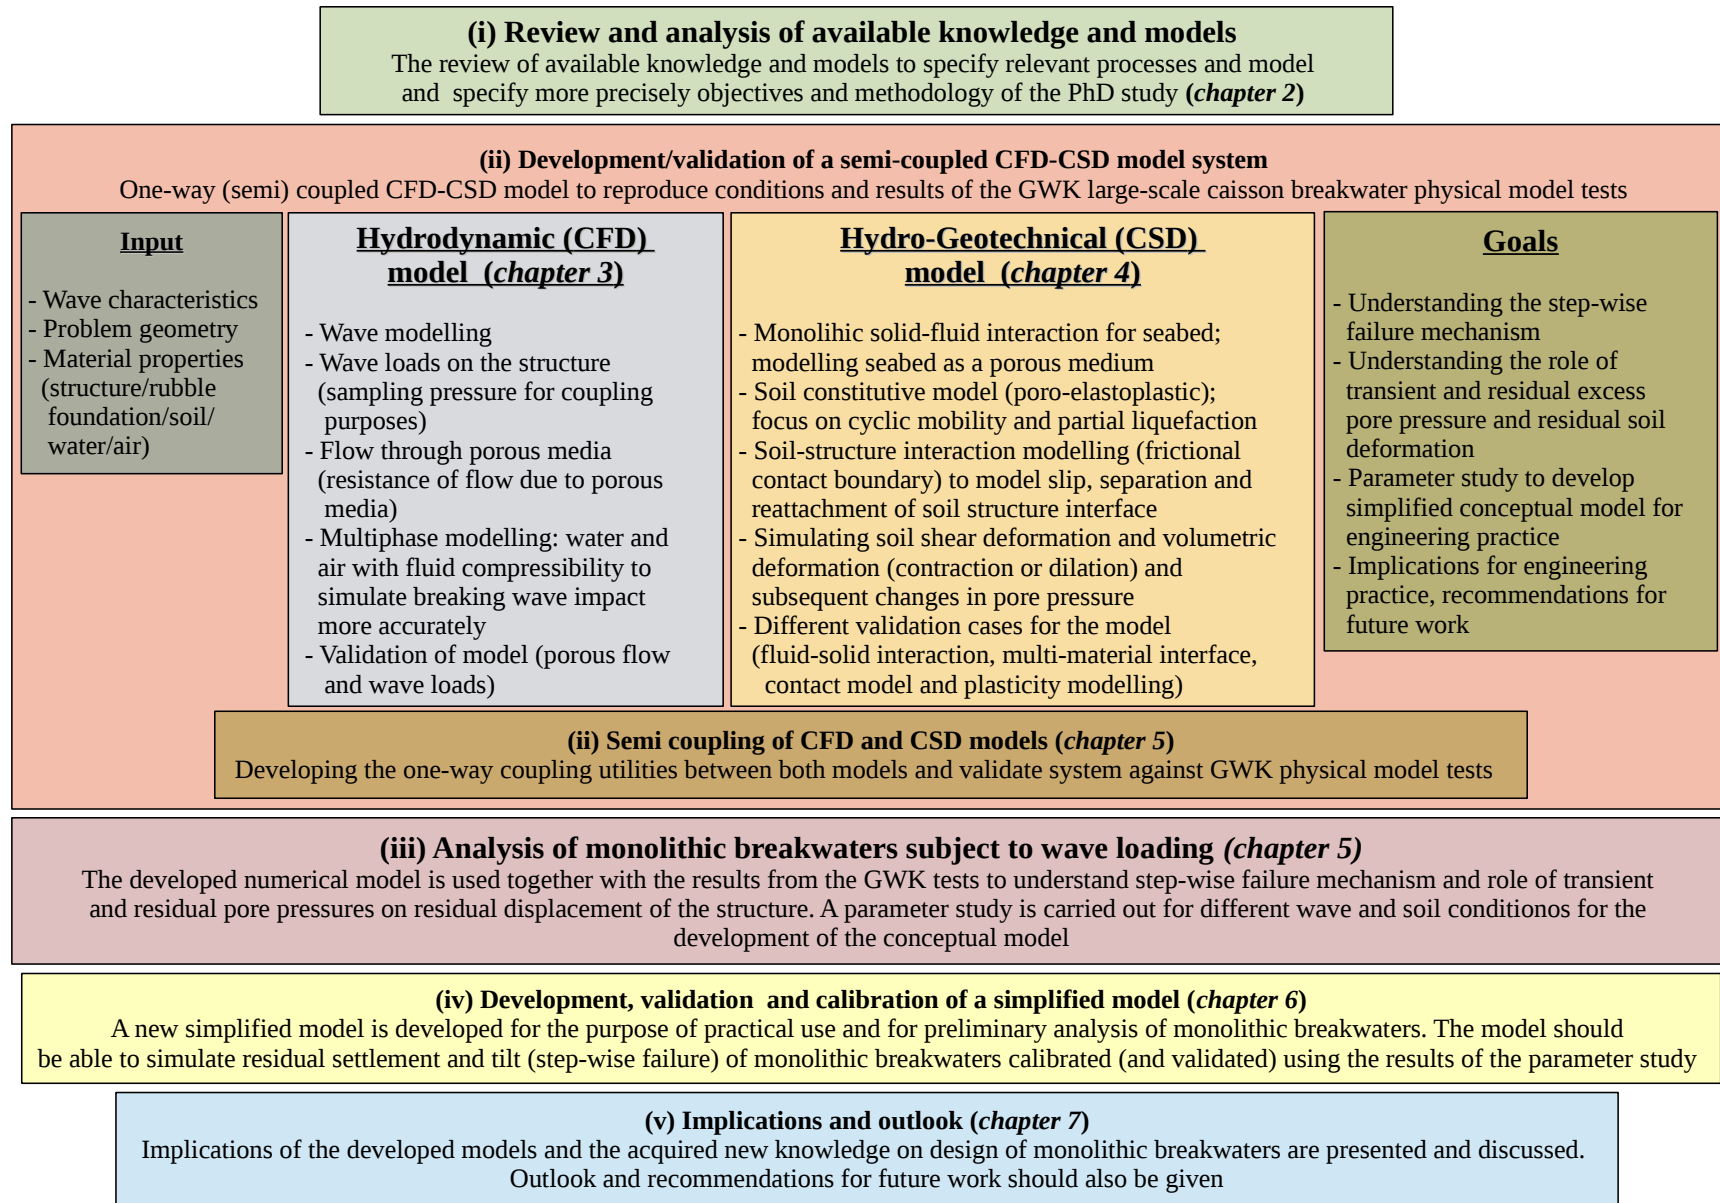 (i) Review and analysis of available knowledge and models
The review of available knowledge and models to specify relevant processes and model
and specify more precisely objectives and methodology of the PhD study (chapter 2)
(ii) Development/validation of a semi-coupled CFD-CSD model system
One-way (semi) coupled CFD-CSD model to reproduce conditions and results of the GWK large-scale caisson breakwater physical model tests
Input
- Wave characteristics
- Problem geometry
- Material properties
(structure/rubble
foundation/soil/
water/air)
Hydrodynamic (CFD)
model (chapter 3)
- Wave modelling
- Wave loads on the structure
(sampling pressure for coupling
purposes)
- Flow through porous media
(resistance of flow due to porous
media)
- Multiphase modelling: water and
air with fluid compressibility to
simulate breaking wave impact
more accurately
- Validation of model (porous flow
and wave loads)
Hydro-Geotechnical (CSD)
model (chapter 4)
- Monolihic solid-fluid interaction for seabed;
modelling seabed as a porous medium
- Soil constitutive model (poro-elastoplastic);
focus on cyclic mobility and partial liquefaction
- Soil-structure interaction modelling (frictional
contact boundary) to model slip, separation and
reattachment of soil structure interface
- Simulating soil shear deformation and volumetric
deformation (contraction or dilation) and
subsequent changes in pore pressure
- Different validation cases for the model
(fluid-solid interaction, multi-material interface,
contact model and plasticity modelling)
Goals
- Understanding the step-wise
failure mechanism
- Understanding the role of
transient and residual excess
pore pressure and residual soil
deformation
- Parameter study to develop
simplified conceptual model for
engineering practice
- Implications for engineering
practice, recommendations for
future work
(ii) Semi coupling of CFD and CSD models (chapter 5)
Developing the one-way coupling utilities between both models and validate system against GWK physical model tests
(iii) Analysis of monolithic breakwaters subject to wave loading (chapter 5)
The developed numerical model is used together with the results from the GWK tests to understand step-wise failure mechanism and role of transient
and residual pore pressures on residual displacement of the structure. A parameter study is carried out for different wave and soil conditionos for the
development of the conceptual model
(iv) Development, validation and calibration of a simplified model (chapter 6)
A new simplified model is developed for the purpose of practical use and for preliminary analysis of monolithic breakwaters. The model should
be able to simulate residual settlement and tilt (step-wise failure) of monolithic breakwaters calibrated (and validated) using the results of the parameter study
(v) Implications and outlook (chapter 7)
Implications of the developed models and the acquired new knowledge on design of monolithic breakwaters are presented and discussed.
Outlook and recommendations for future work should also be given